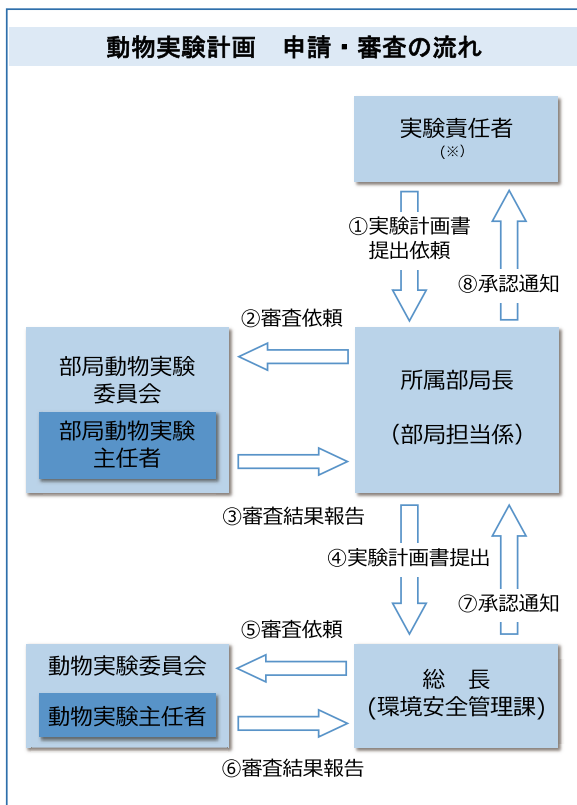 動物実験計画　申請・審査の流れ
実験責任者
(※)
①実験計画書
提出依頼
⑧承認通知
②審査依頼
部局動物実験
委員会
部局動物実験
主任者
所属部局長
（部局担当係）
③審査結果報告
④実験計画書提出
⑦承認通知
⑤審査依頼
動物実験委員会
動物実験主任者
総　長
(環境安全管理課)
⑥審査結果報告